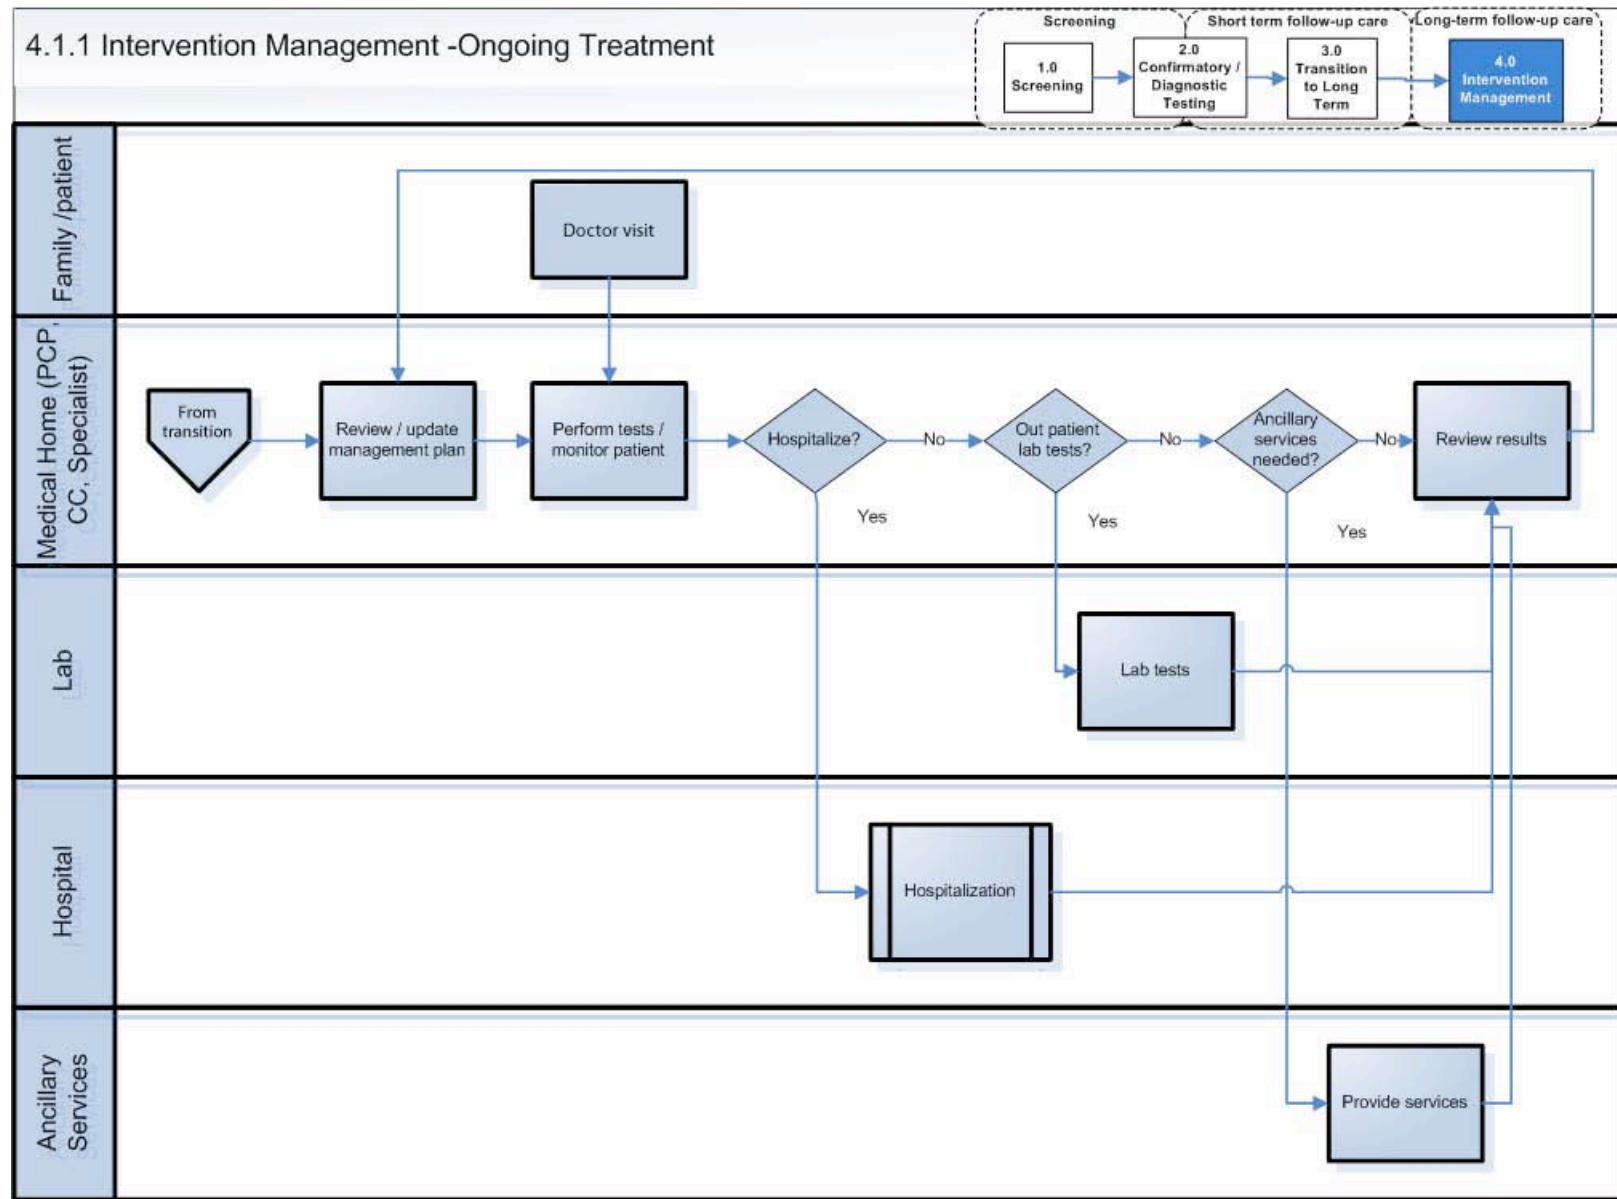 4.1.1 Intervention Management -Ongoing Treatment
Screening
Short term follow-up care
Long-term follow-up care
1.0
Screening
2.0
Confirmatory /
Diagnostic
Testing
3.0
Transition
to Long
Term
4.0
Intervention
Management
Family /patient
Doctor visit
Medical Home (PCP,
CC, Specialist)
From
transition
Review / update
management plan
Perform tests /
monitor patient
Hospitalize?
No
Out patient
lab tests?
No
Ancillary
services
needed?
No
Review results
Yes
Yes
Yes
Lab
Lab tests
Hospital
Hospitalization
Ancillary
Services
Provide services